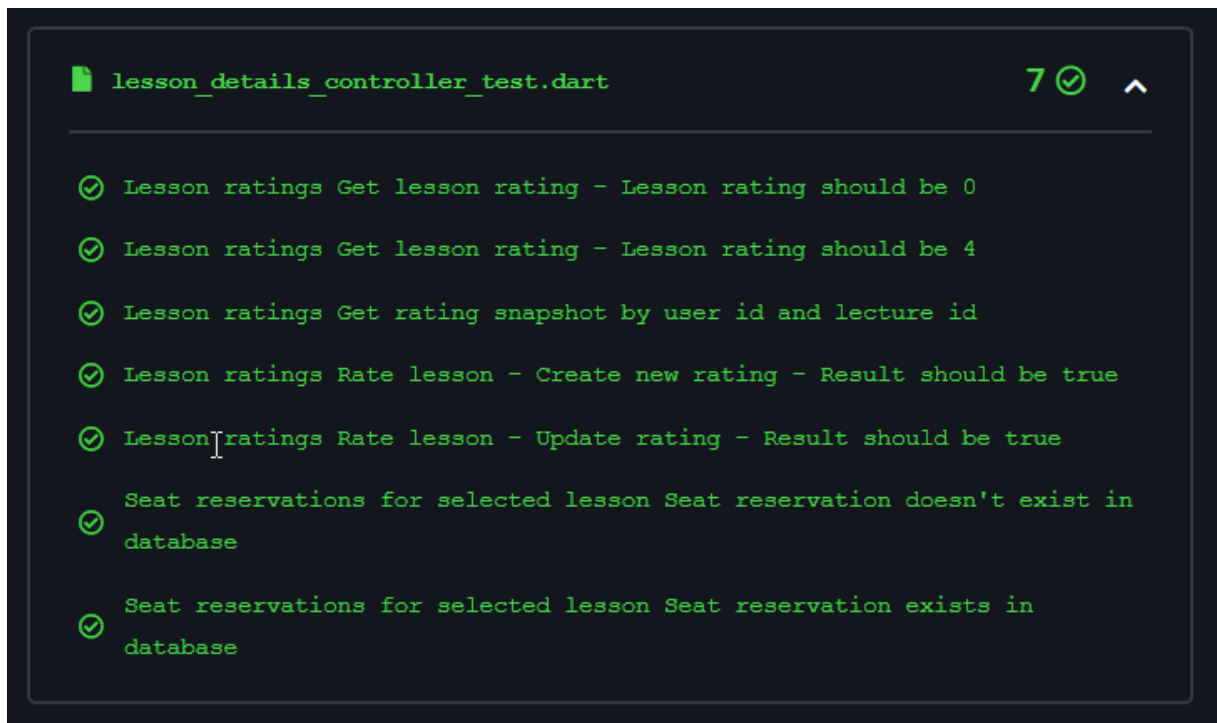 lesson_details_controller_test.dart 7
Lesson ratings Get lesson rating - Lesson rating should be 0
Lesson ratings Get lesson rating - Lesson rating should be 4
Lesson ratings Get rating snapshot by user id and lecture id
Lesson ratings Rate lesson - Create new rating - Result should be true
Lesson ratings Rate lesson - Update rating - Result should be true
Seat reservations for selected lesson Seat reservation doesn't exist in
database
Seat reservations for selected lesson Seat reservation exists in
database